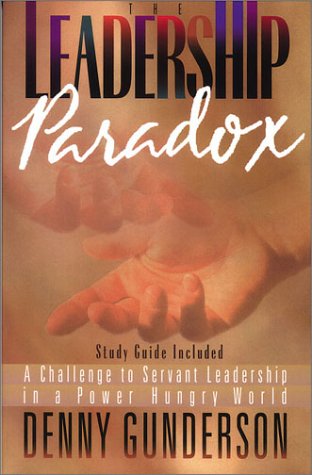 THE
LEADERSHIP
Paradox
Study Guide Included
A Challenge to Servant Leadership
in a Power Hungry World
DENNY GUNDERSON